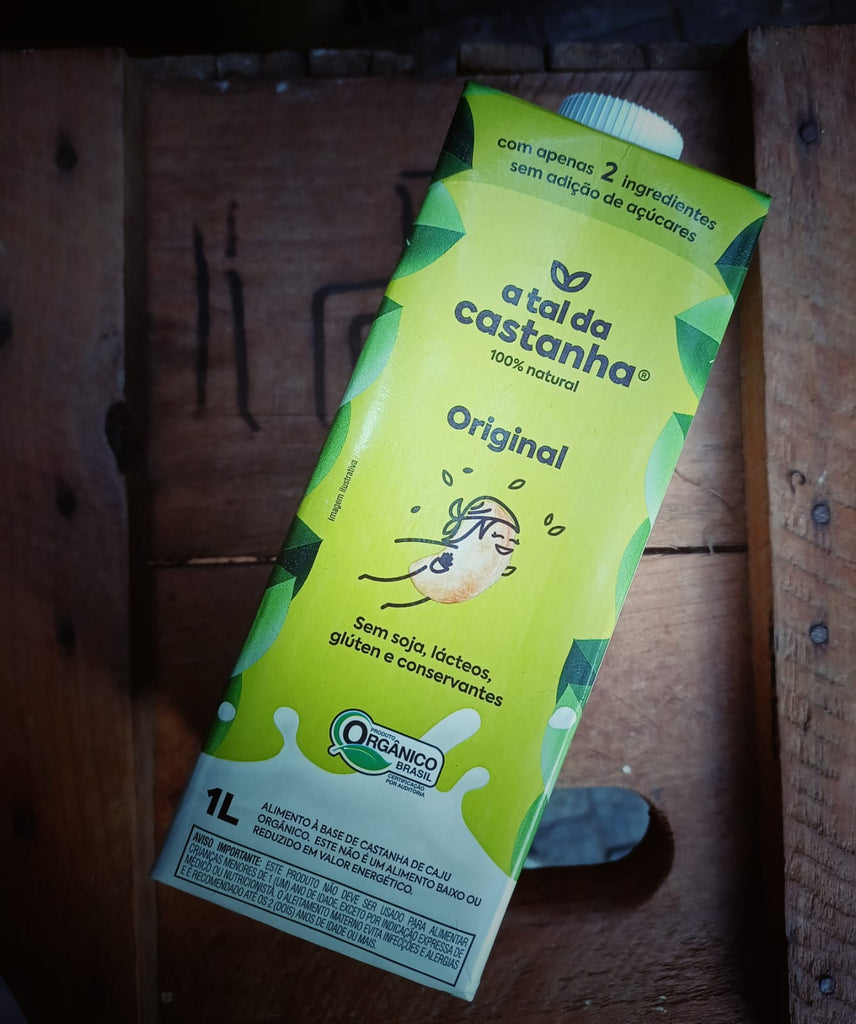 com apenas 2 ingredientes
sem adição de açúcares
a tal da
castanha®
100% natural
Original
Imagem ilustrativa
Sem soja, lácteos,
glúten e conservantes
PRODUTO
ORGÂNICO
BRASIL
CERTIFICAÇÃO
POR AUDITORIA
1L
ALIMENTO À BASE DE CASTANHA DE CAJU
ORGÂNICO. ESTE NÃO É UM ALIMENTO BAIXO OU
REDUZIDO EM VALOR ENERGÉTICO.
AVISO IMPORTANTE: ESTE PRODUTO NÃO DEVE SER USADO PARA ALIMENTAR
CRIANÇAS MENORES DE 1 (UM) ANO DE IDADE, EXCETO POR INDICAÇÃO EXPRESSA DE
MÉDICO OU NUTRICIONISTA. O ALEITAMENTO MATERNO EVITA INFECÇÕES E ALERGIAS
E É RECOMENDADO ATÉ OS 2 (DOIS) ANOS DE IDADE OU MAIS.